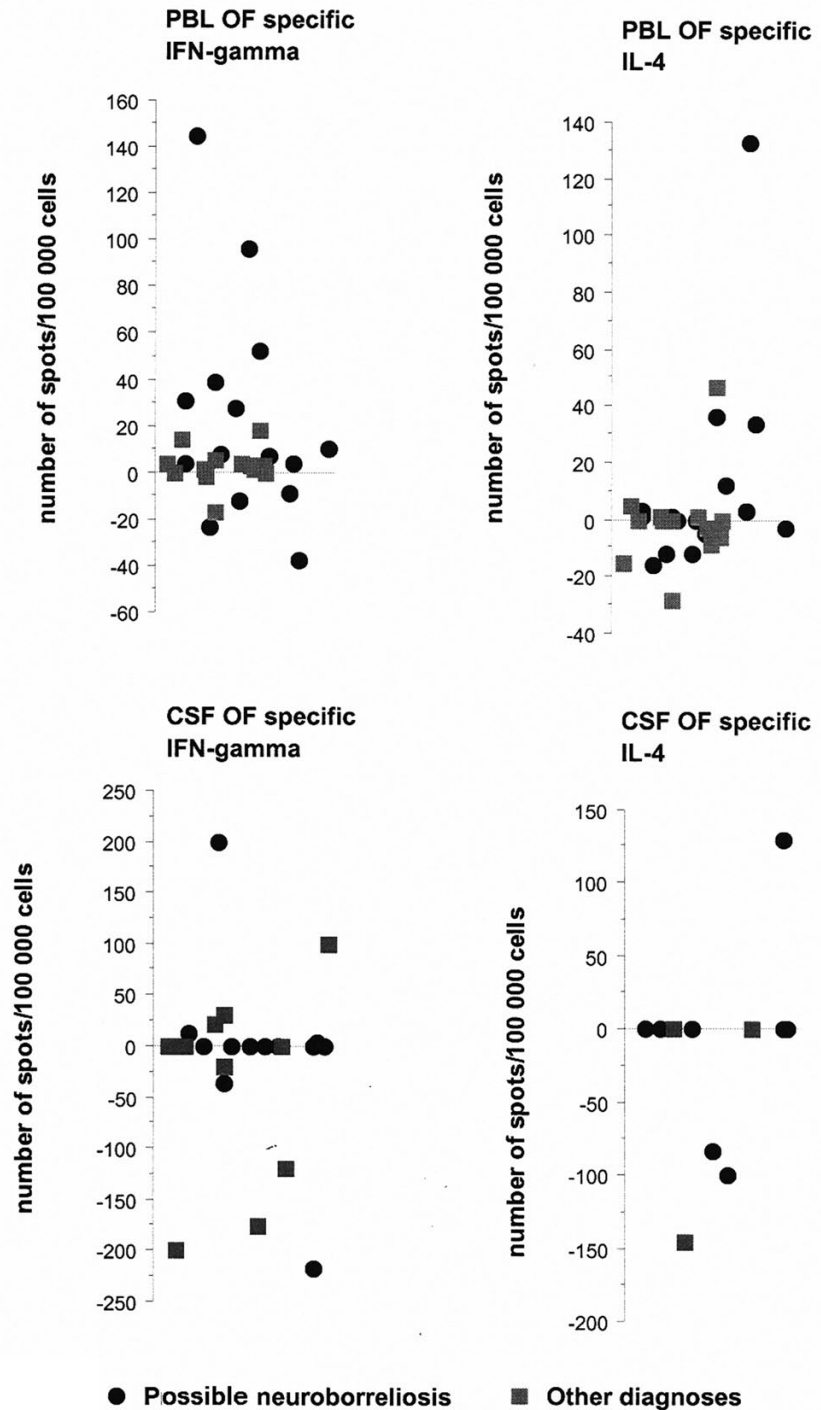 PBL OF specific
IFN-gamma
number of spots/100 000 cells
160
140
120
100
80
60
40
20
0
-20
-40
-60
PBL OF specific
IL-4
number of spots/100 000 cells
140
120
100
80
60
40
20
0
-20
-40
CSF OF specific
IFN-gamma
number of spots/100 000 cells
250
200
150
100
50
0
-50
-100
-150
-200
-250
CSF OF specific
IL-4
number of spots/100 000 cells
150
100
50
0
-50
-100
-150
-200
Possible neuroborreliosis
Other diagnoses